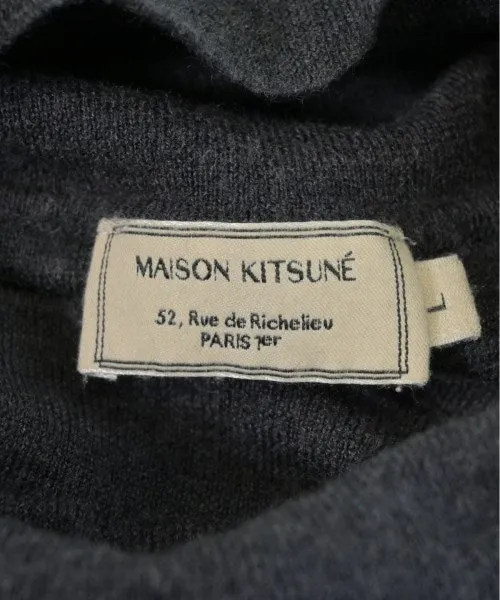 MAISON KITSUNÉ
52, Rue de Richelieu
PARIS 1er
L